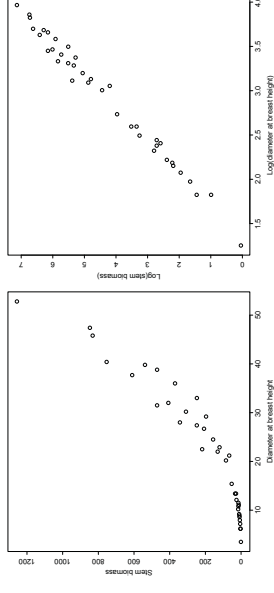 Log(stem biomass)
0 1 2 3 4 5 6 7
1.5 2.0 2.5 3.0 3.5 4.0
Log(diameter at breast height)
Stem biomass
0 200 400 600 800 1000 1200
10 20 30 40 50
Diameter at breast height